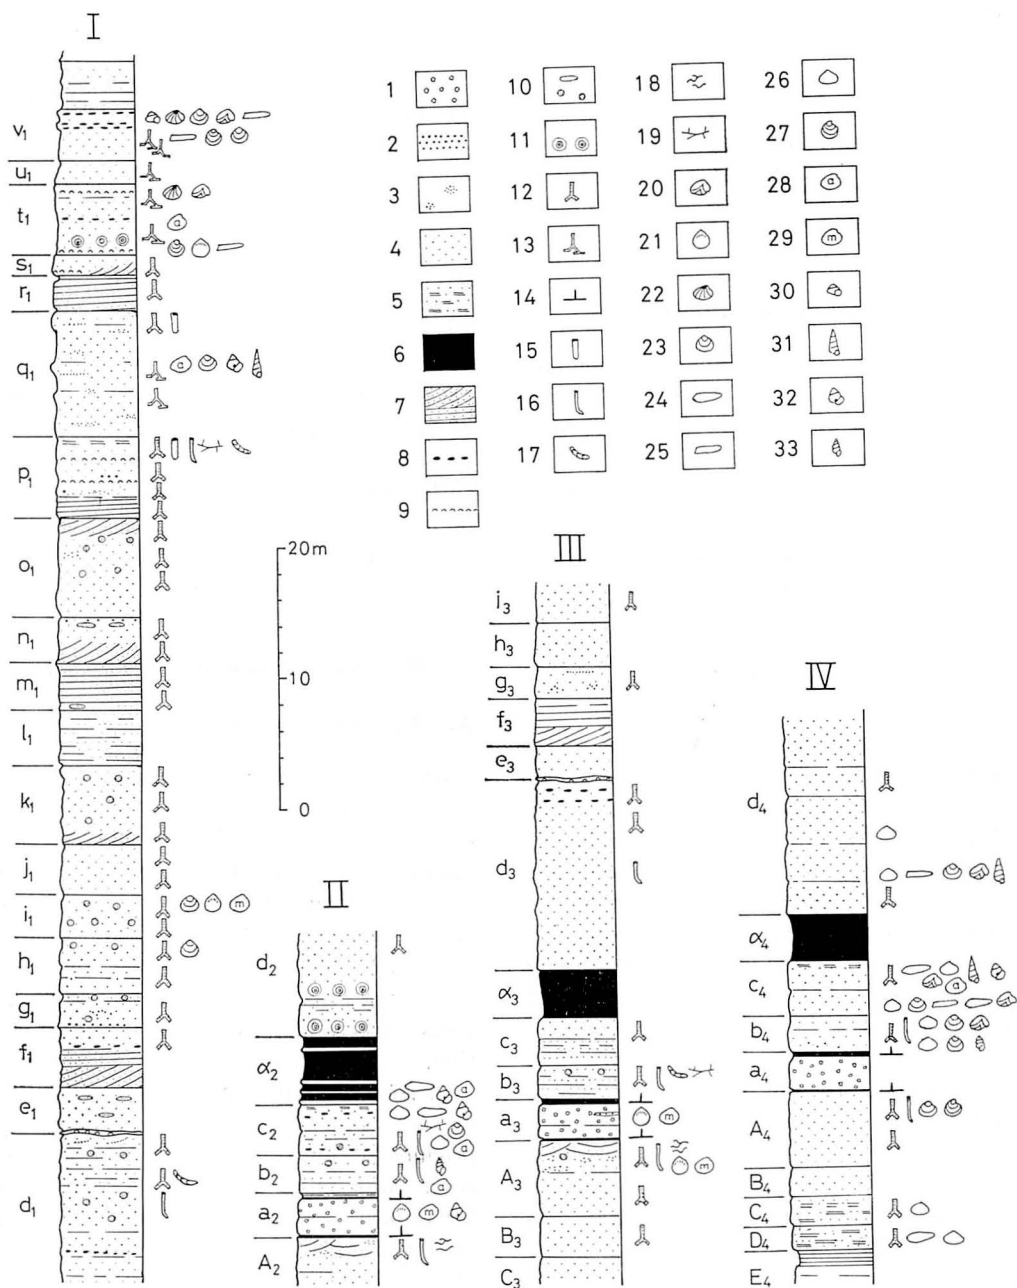 I
v₁
u₁
t₁
s₁
r₁
q₁
p₁
o₁
n₁
m₁
l₁
k₁
j₁
i₁
h₁
g₁
f₁
e₁
d₁
a
a
m
1
2
3
4
5
6
7
8
9
10
11
12
13
14
15
16
17
18
19
20
21
22
23
24
25
26
27
28 a
29 m
30
31
32
33
20m
10
0
II
d₂
α₂
c₂
b₂
a₂
A₂
a
a
a
m
III
i₃
h₃
g₃
f₃
e₃
d₃
α₃
c₃
b₃
a₃
A₃
B₃
C₃
m
m
IV
d₄
α₄
c₄
b₄
a₄
A₄
B₄
C₄
D₄
E₄
a